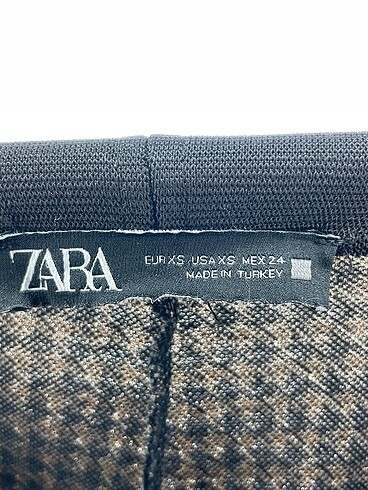 ZARA
EUR XS USA XS MEX 24
MADE IN TURKEY